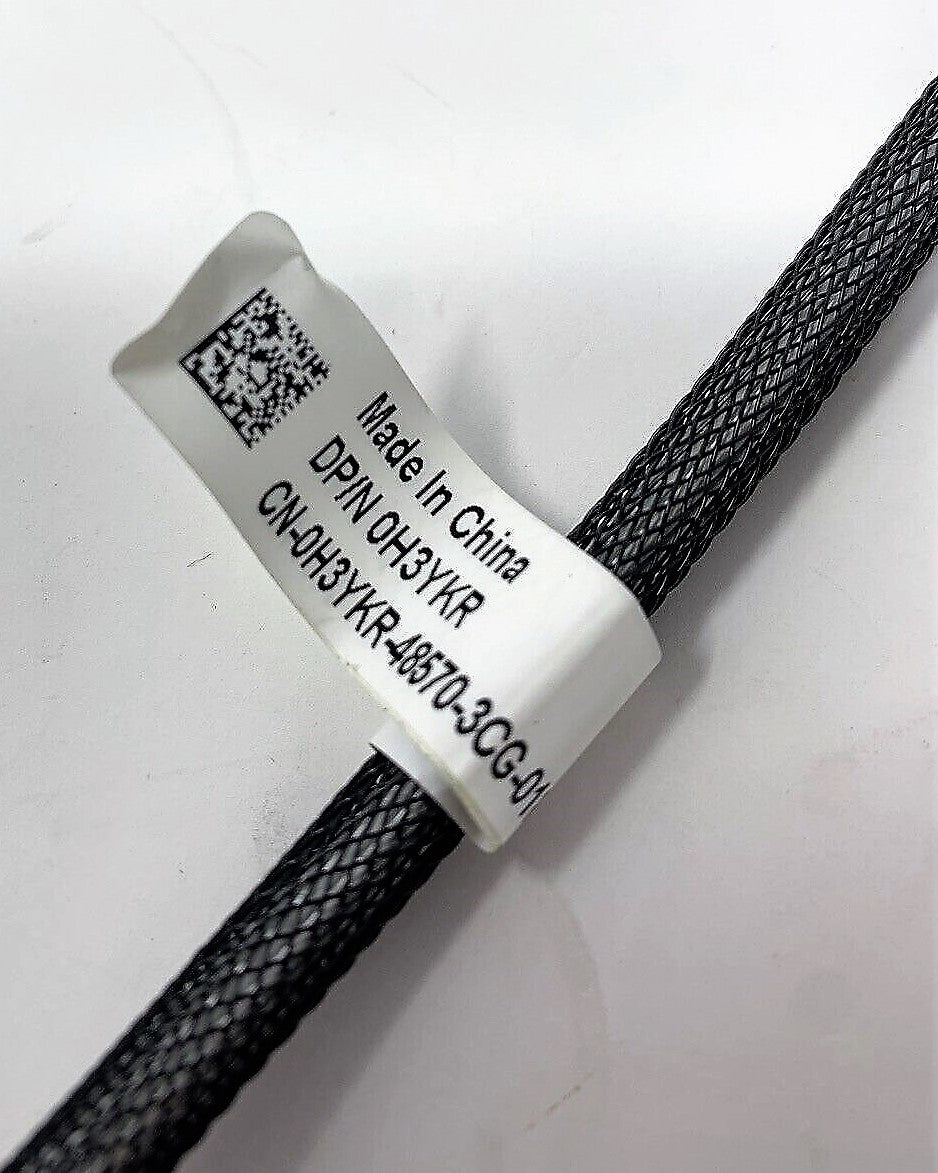 Made In China
DP/N 0H3YKR
CN-0H3YKR-48570-3CG-01